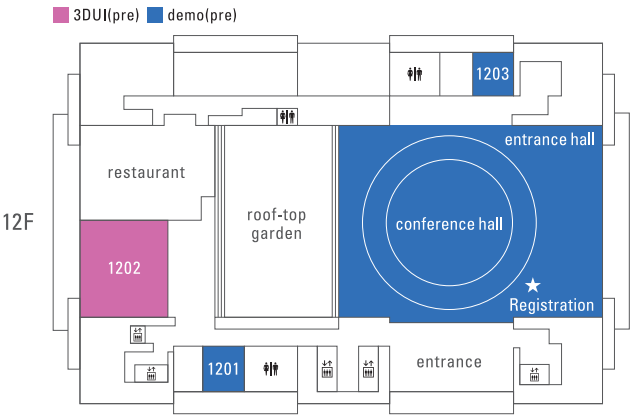 3DUI(pre) demo(pre)
1203
entrance hall
restaurant
12F
roof-top
garden
conference hall
1202
Registration
1201
entrance